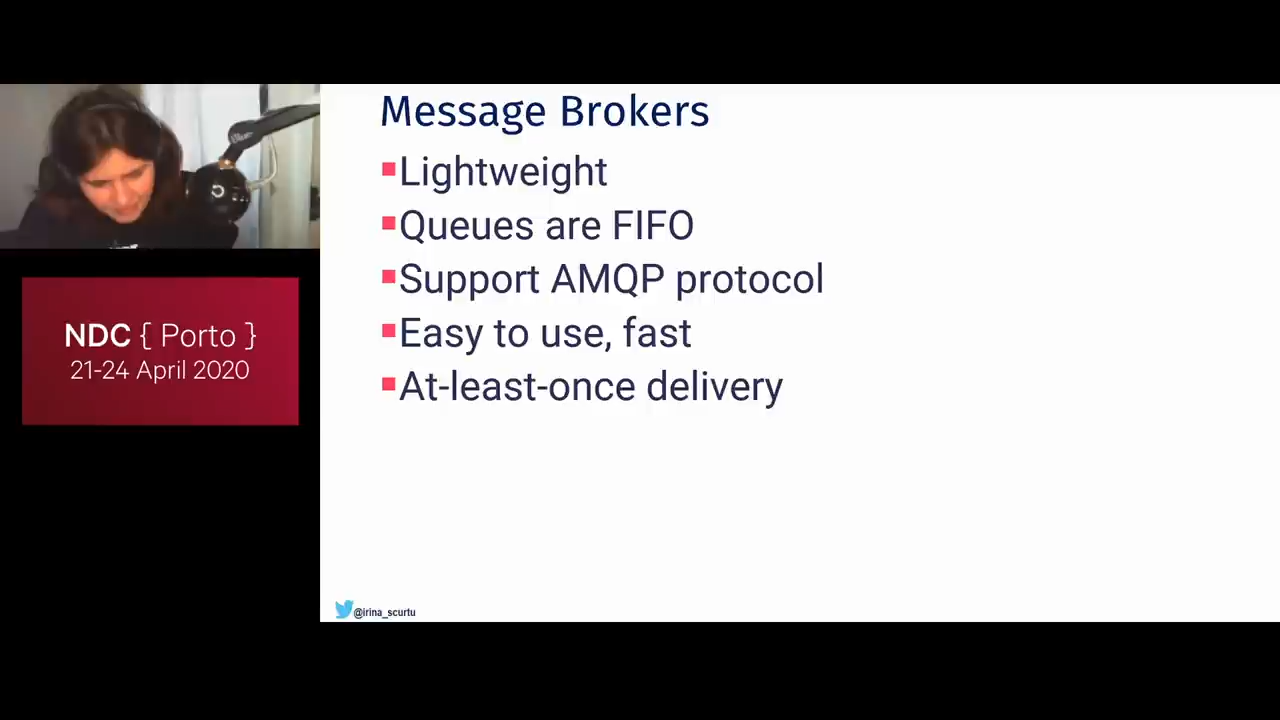 Message Brokers
Lightweight
Queues are FIFO
Support AMQP protocol
Easy to use, fast
At-least-once delivery
NDC { Porto }
21-24 April 2020
@irina_scurtu